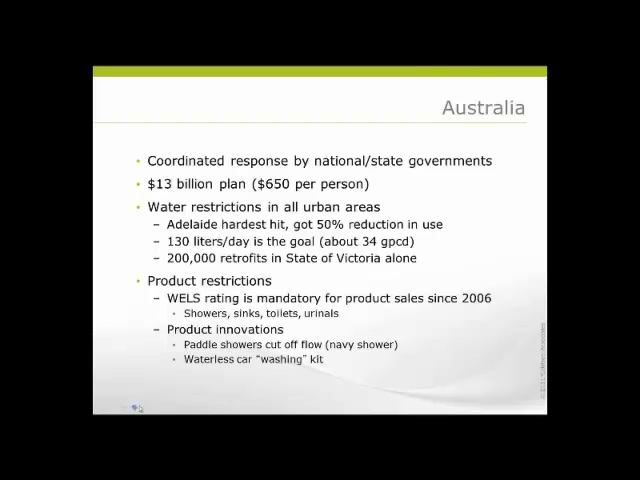 Australia
• Coordinated response by national/state governments
• $13 billion plan ($650 per person)
• Water restrictions in all urban areas
– Adelaide hardest hit, got 50% reduction in use
– 130 liters/day is the goal (about 34 gpcd)
– 200,000 retrofits in State of Victoria alone
• Product restrictions
– WELS rating is mandatory for product sales since 2006
• Showers, sinks, toilets, urinals
– Product innovations
• Paddle showers cut off flow (navy shower)
• Waterless car “washing” kit